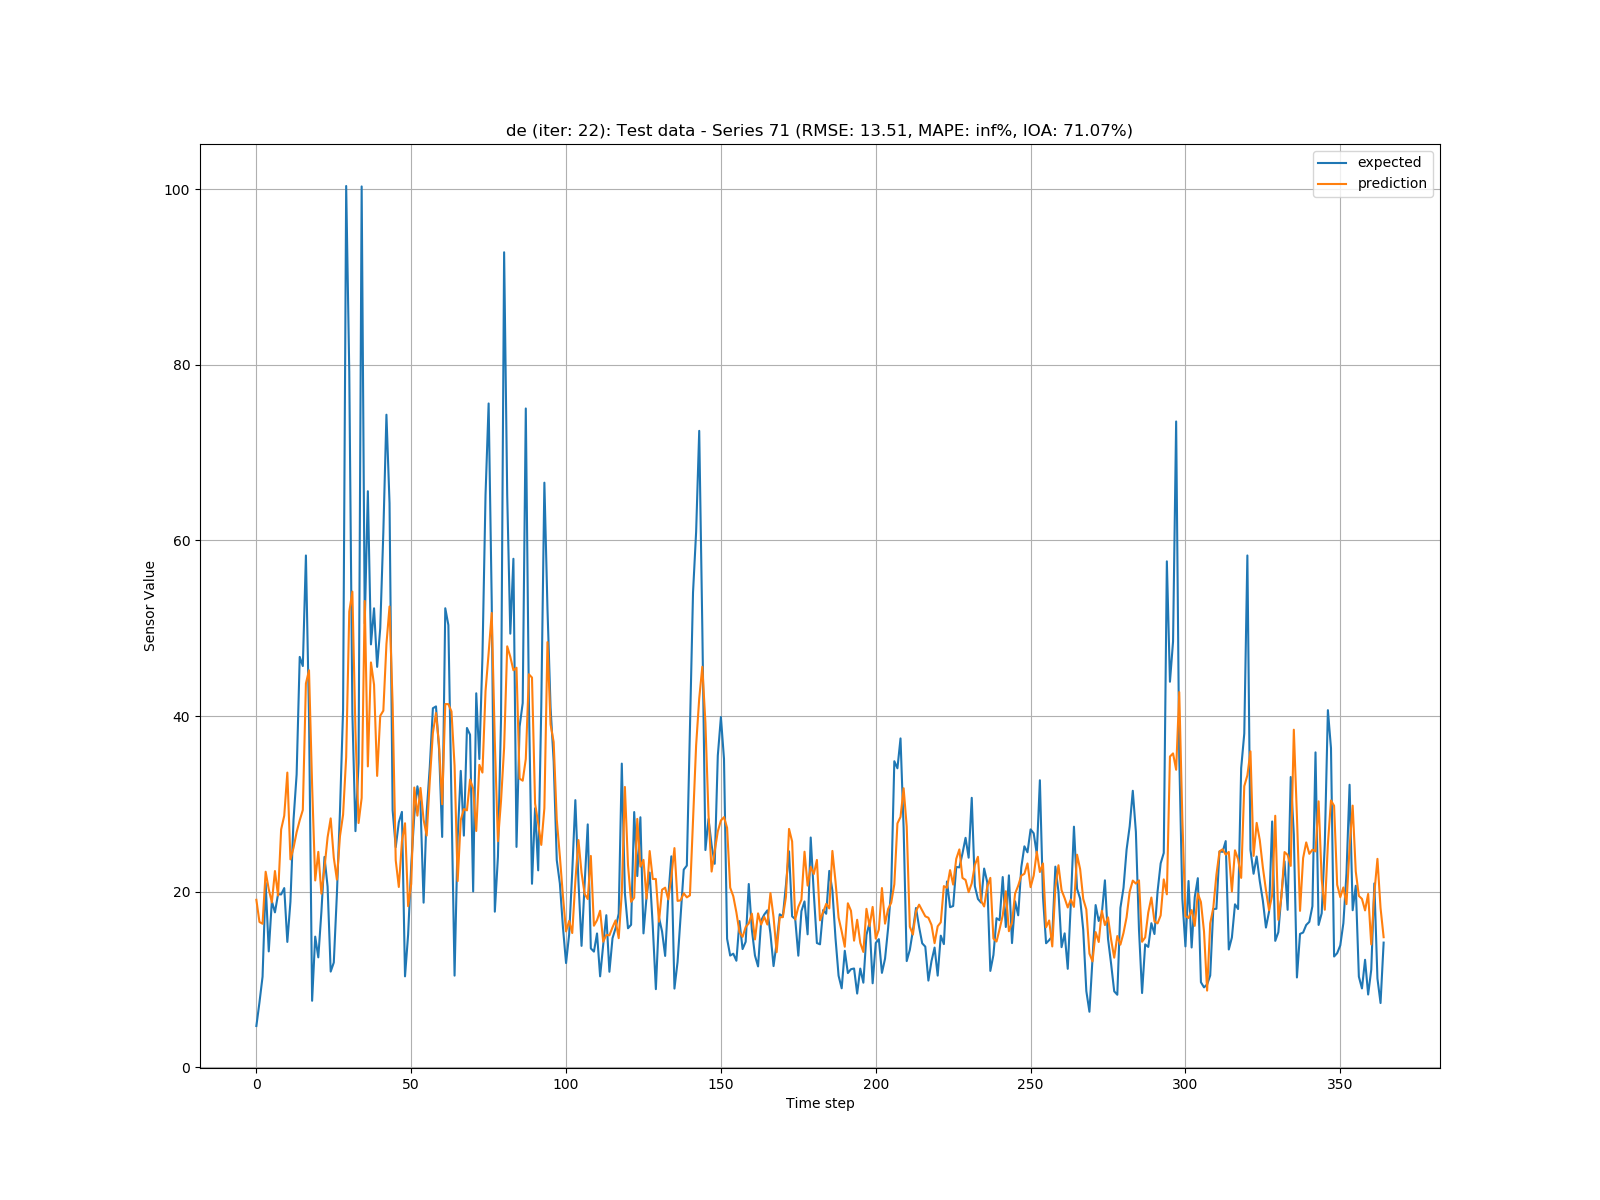 de (iter: 22): Test data - Series 71 (RMSE: 13.51, MAPE: inf%, IOA: 71.07%)
expected
prediction
100
80
60
40
20
0
Sensor Value
0 50 100 150 200 250 300 350
Time step